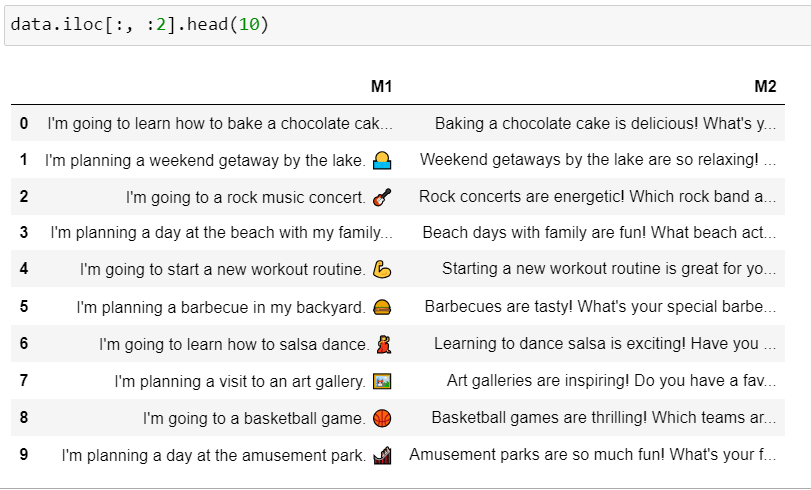 data.iloc[:, :2].head(10)
M1 M2
0 I'm going to learn how to bake a chocolate cak... Baking a chocolate cake is delicious! What's y...
1 I'm planning a weekend getaway by the lake. 🌅 Weekend getaways by the lake are so relaxing! ...
2 I'm going to a rock music concert. 🎸 Rock concerts are energetic! Which rock band a...
3 I'm planning a day at the beach with my family... Beach days with family are fun! What beach act...
4 I'm going to start a new workout routine. 💪 Starting a new workout routine is great for yo...
5 I'm planning a barbecue in my backyard. 🍔 Barbecues are tasty! What's your special barbe...
6 I'm going to learn how to salsa dance. 💃 Learning to dance salsa is exciting! Have you ...
7 I'm planning a visit to an art gallery. 🖼️ Art galleries are inspiring! Do you have a fav...
8 I'm going to a basketball game. 🏀 Basketball games are thrilling! Which teams ar...
9 I'm planning a day at the amusement park. 🎢 Amusement parks are so much fun! What's your f...